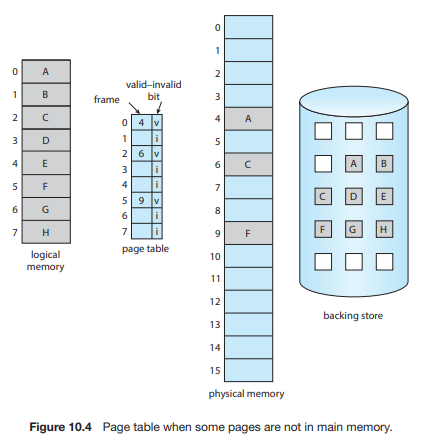 0 A
1 B
2 C
3 D
4 E
5 F
6 G
7 H
logical
memory
valid–invalid
bit
frame
0 4 v
1 i
2 6 v
3 i
4 i
5 9 v
6 i
7 i
page table
0
1
2
3
4 A
5
6 C
7
8
9 F
10
11
12
13
14
15
physical memory
A B
C D E
F G H
backing store
Figure 10.4 Page table when some pages are not in main memory.